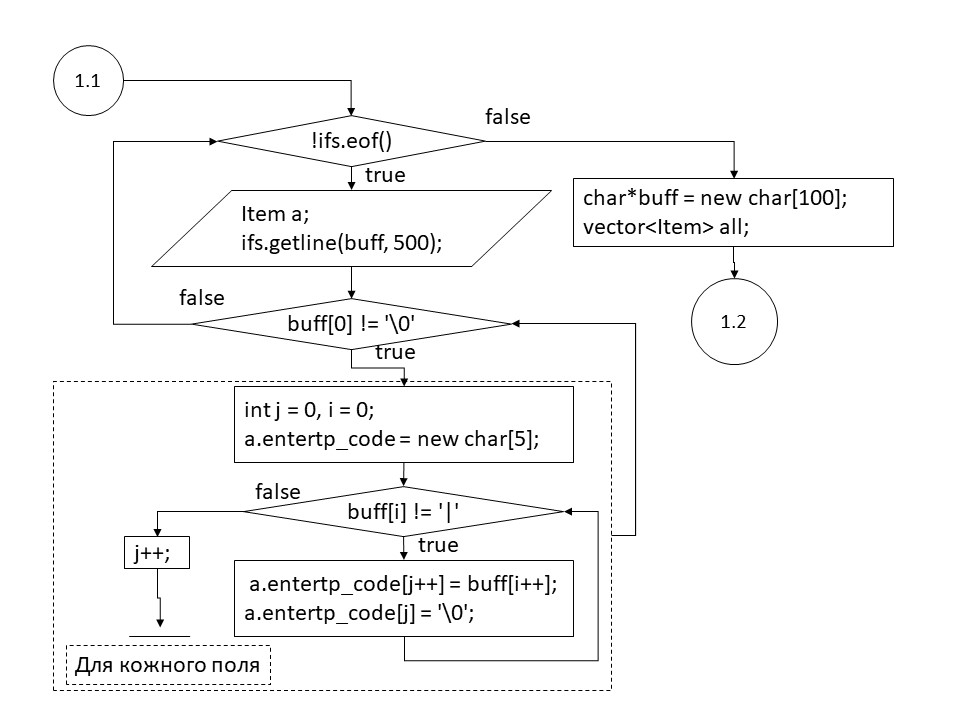 1.1
!ifs.eof()
false
true
Item a;
ifs.getline(buff, 500);
char*buff = new char[100];
vector<Item> all;
1.2
false
buff[0] != '\0'
true
int j = 0, i = 0;
a.entertp_code = new char[5];
false
buff[i] != '|'
true
j++;
a.entertp_code[j++] = buff[i++];
a.entertp_code[j] = '\0';
Для кожного поля